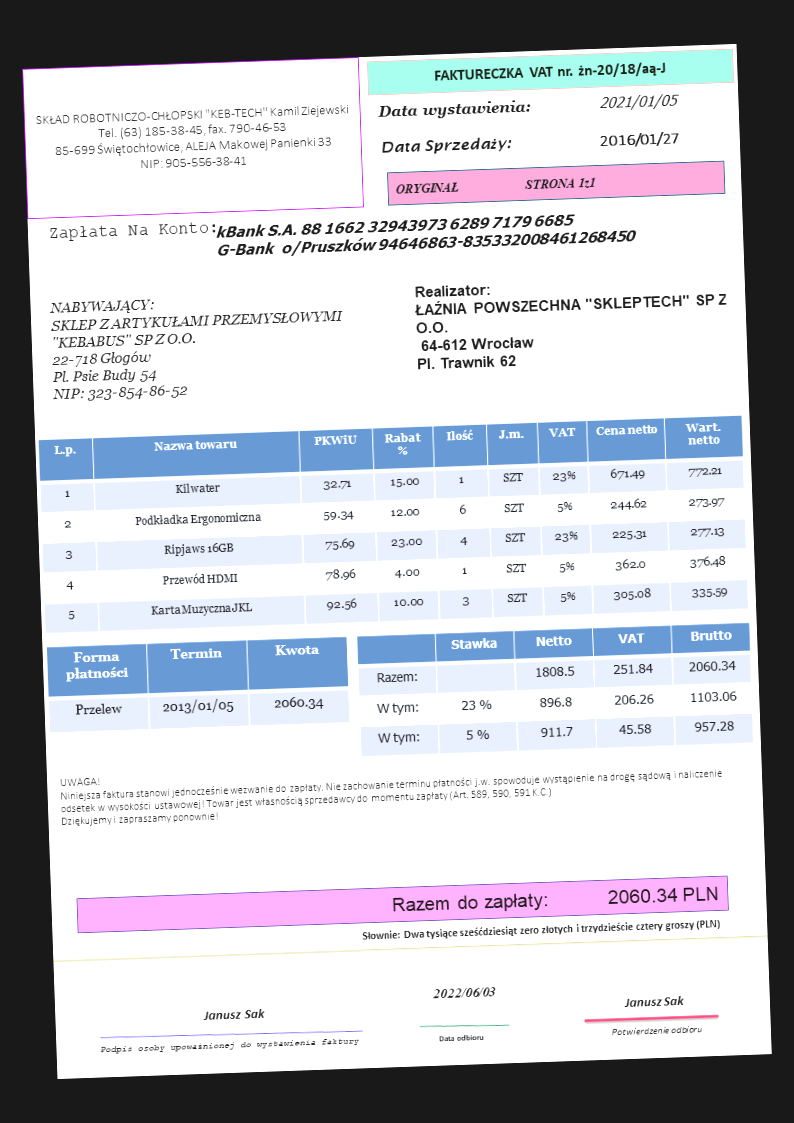 SKŁAD ROBOTNICZO-CHŁOPSKI "KEB-TECH" Kamil Ziejewski
Tel. (63) 185-38-45, fax. 790-46-53
85-699 Świętochłowice, ALEJA Makowej Panienki 33
NIP: 905-556-38-41
FAKTURECZKA VAT nr. żn-20/18/aą-J
Data wystawienia: 2021/01/05
Data Sprzedaży: 2016/01/27
ORYGINAŁ STRONA 1z1
Zapłata Na Konto: kBank S.A. 88 1662 32943973 6289 7179 6685
G-Bank o/Pruszków 94646863-835332008461268450
NABYWAJĄCY:
SKLEP Z ARTYKUŁAMI PRZEMYSŁOWYMI
"KEBABUS" SP Z O.O.
22-718 Głogów
Pl. Psie Budy 54
NIP: 323-854-86-52
Realizator:
ŁAŹNIA POWSZECHNA "SKLEPTECH" SP Z
O.O.
64-612 Wrocław
Pl. Trawnik 62
L.p. Nazwa towaru PKWiU Rabat % Ilość J.m. VAT Cena netto Wart. netto
1 Kilwater 32.71 15.00 1 SZT 23% 671.49 772.21
2 Podkładka Ergonomiczna 59.34 12.00 6 SZT 5% 244.62 273.97
3 Ripjaws 16GB 75.69 23.00 4 SZT 23% 225.31 277.13
4 Przewód HDMI 78.96 4.00 1 SZT 5% 362.0 376.48
5 Karta Muzyczna JKL 92.56 10.00 3 SZT 5% 305.08 335.59
Forma płatności Termin Kwota
Przelew 2013/01/05 2060.34
Stawka Netto VAT Brutto
Razem: 1808.5 251.84 2060.34
W tym: 23 % 896.8 206.26 1103.06
W tym: 5 % 911.7 45.58 957.28
UWAGA!
Niniejsza faktura stanowi jednocześnie wezwanie do zapłaty. Nie zachowanie terminu płatności j.w. spowoduje wystąpienie na drogę sądową i naliczenie
odsetek w wysokości ustawowej! Towar jest własnością sprzedawcy do momentu zapłaty (Art. 589, 590, 591 K.C.)
Dziękujemy i zapraszamy ponownie!
Razem do zapłaty: 2060.34 PLN
Słownie: Dwa tysiące sześćdziesiąt zero złotych i trzydzieście cztery groszy (PLN)
Janusz Sak
Podpis osoby upoważnionej do wystawienia faktury
2022/06/03
Data odbioru
Janusz Sak
Potwierdzenie odbioru